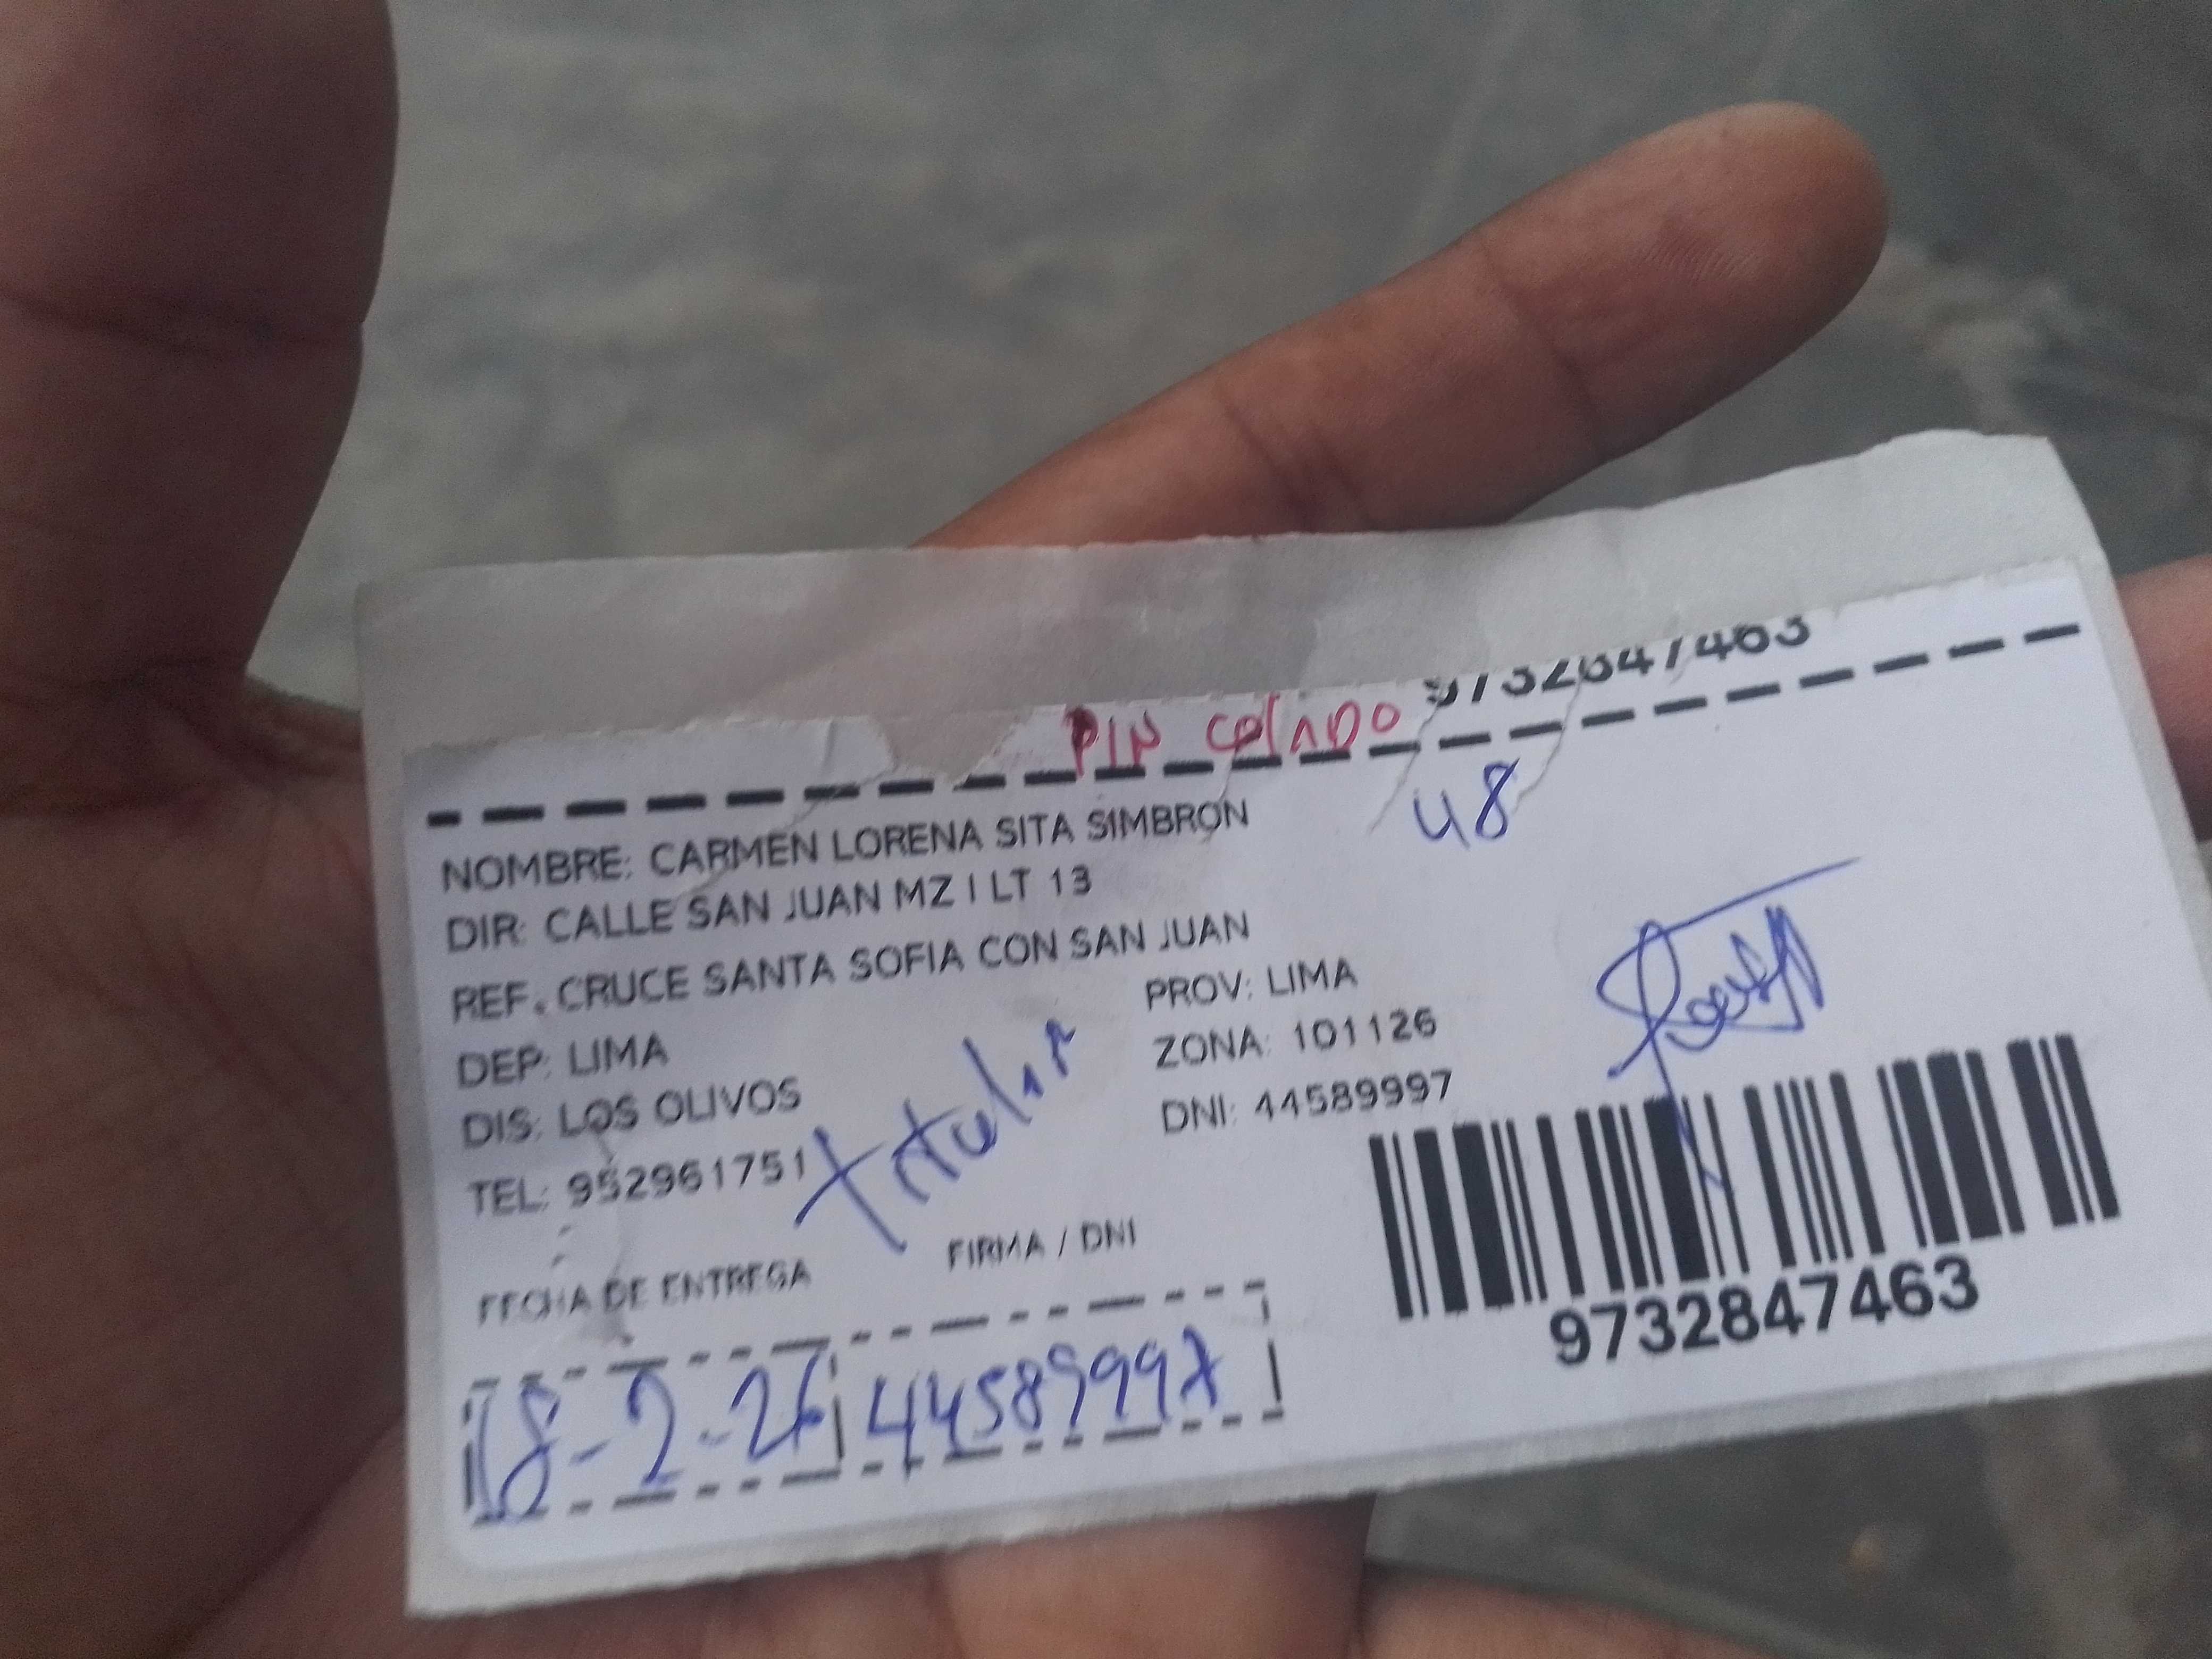 9732847463
NOMBRE: CARMEN LORENA SITA SIMBRON
48
DIR: CALLE SAN JUAN MZ I LT 13
REF. CRUCE SANTA SOFIA CON SAN JUAN
DEP: LIMA PROV: LIMA
DIS: LOS OLIVOS ZONA: 101126
TEL: 952961751 DNI: 44589997
titular
FECHA DE ENTREGA FIRMA / DNI
18-2-26 44589997
9732847463